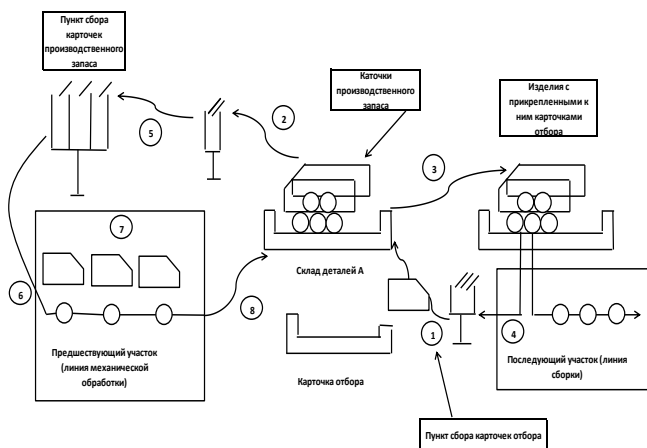 Пункт сбора
карточек
производственного
запаса
Каточки
производственного
запаса
Изделия с
прикрепленными к
ним карточками
отбора
5
2
3
7
6
8
1
4
Склад деталей А
Предшествующий участок
(линия механической
обработки)
Карточка отбора
Последующий участок (линия
сборки)
Пункт сбора карточек отбора